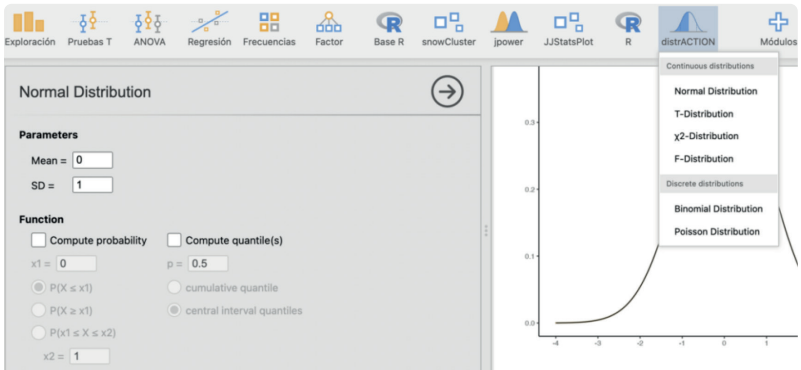 Exploración Pruebas T ANOVA Regresión Frecuencias Factor Base R snowCluster jpower JJStatsPlot R distrACTION Módulos
Normal Distribution
Parameters
Mean = 0
SD = 1
Function
Compute probability Compute quantile(s)
x1 = 0 p = 0.5
P(X ≤ x1) cumulative quantile
P(X ≥ x1) central interval quantiles
P(x1 ≤ X ≤ x2)
x2 = 1
Continuous distributions
Normal Distribution
T-Distribution
χ2-Distribution
F-Distribution
Discrete distributions
Binomial Distribution
Poisson Distribution
0.3
0.2
0.1
0.0
-4 -3 -2 -1 0 1